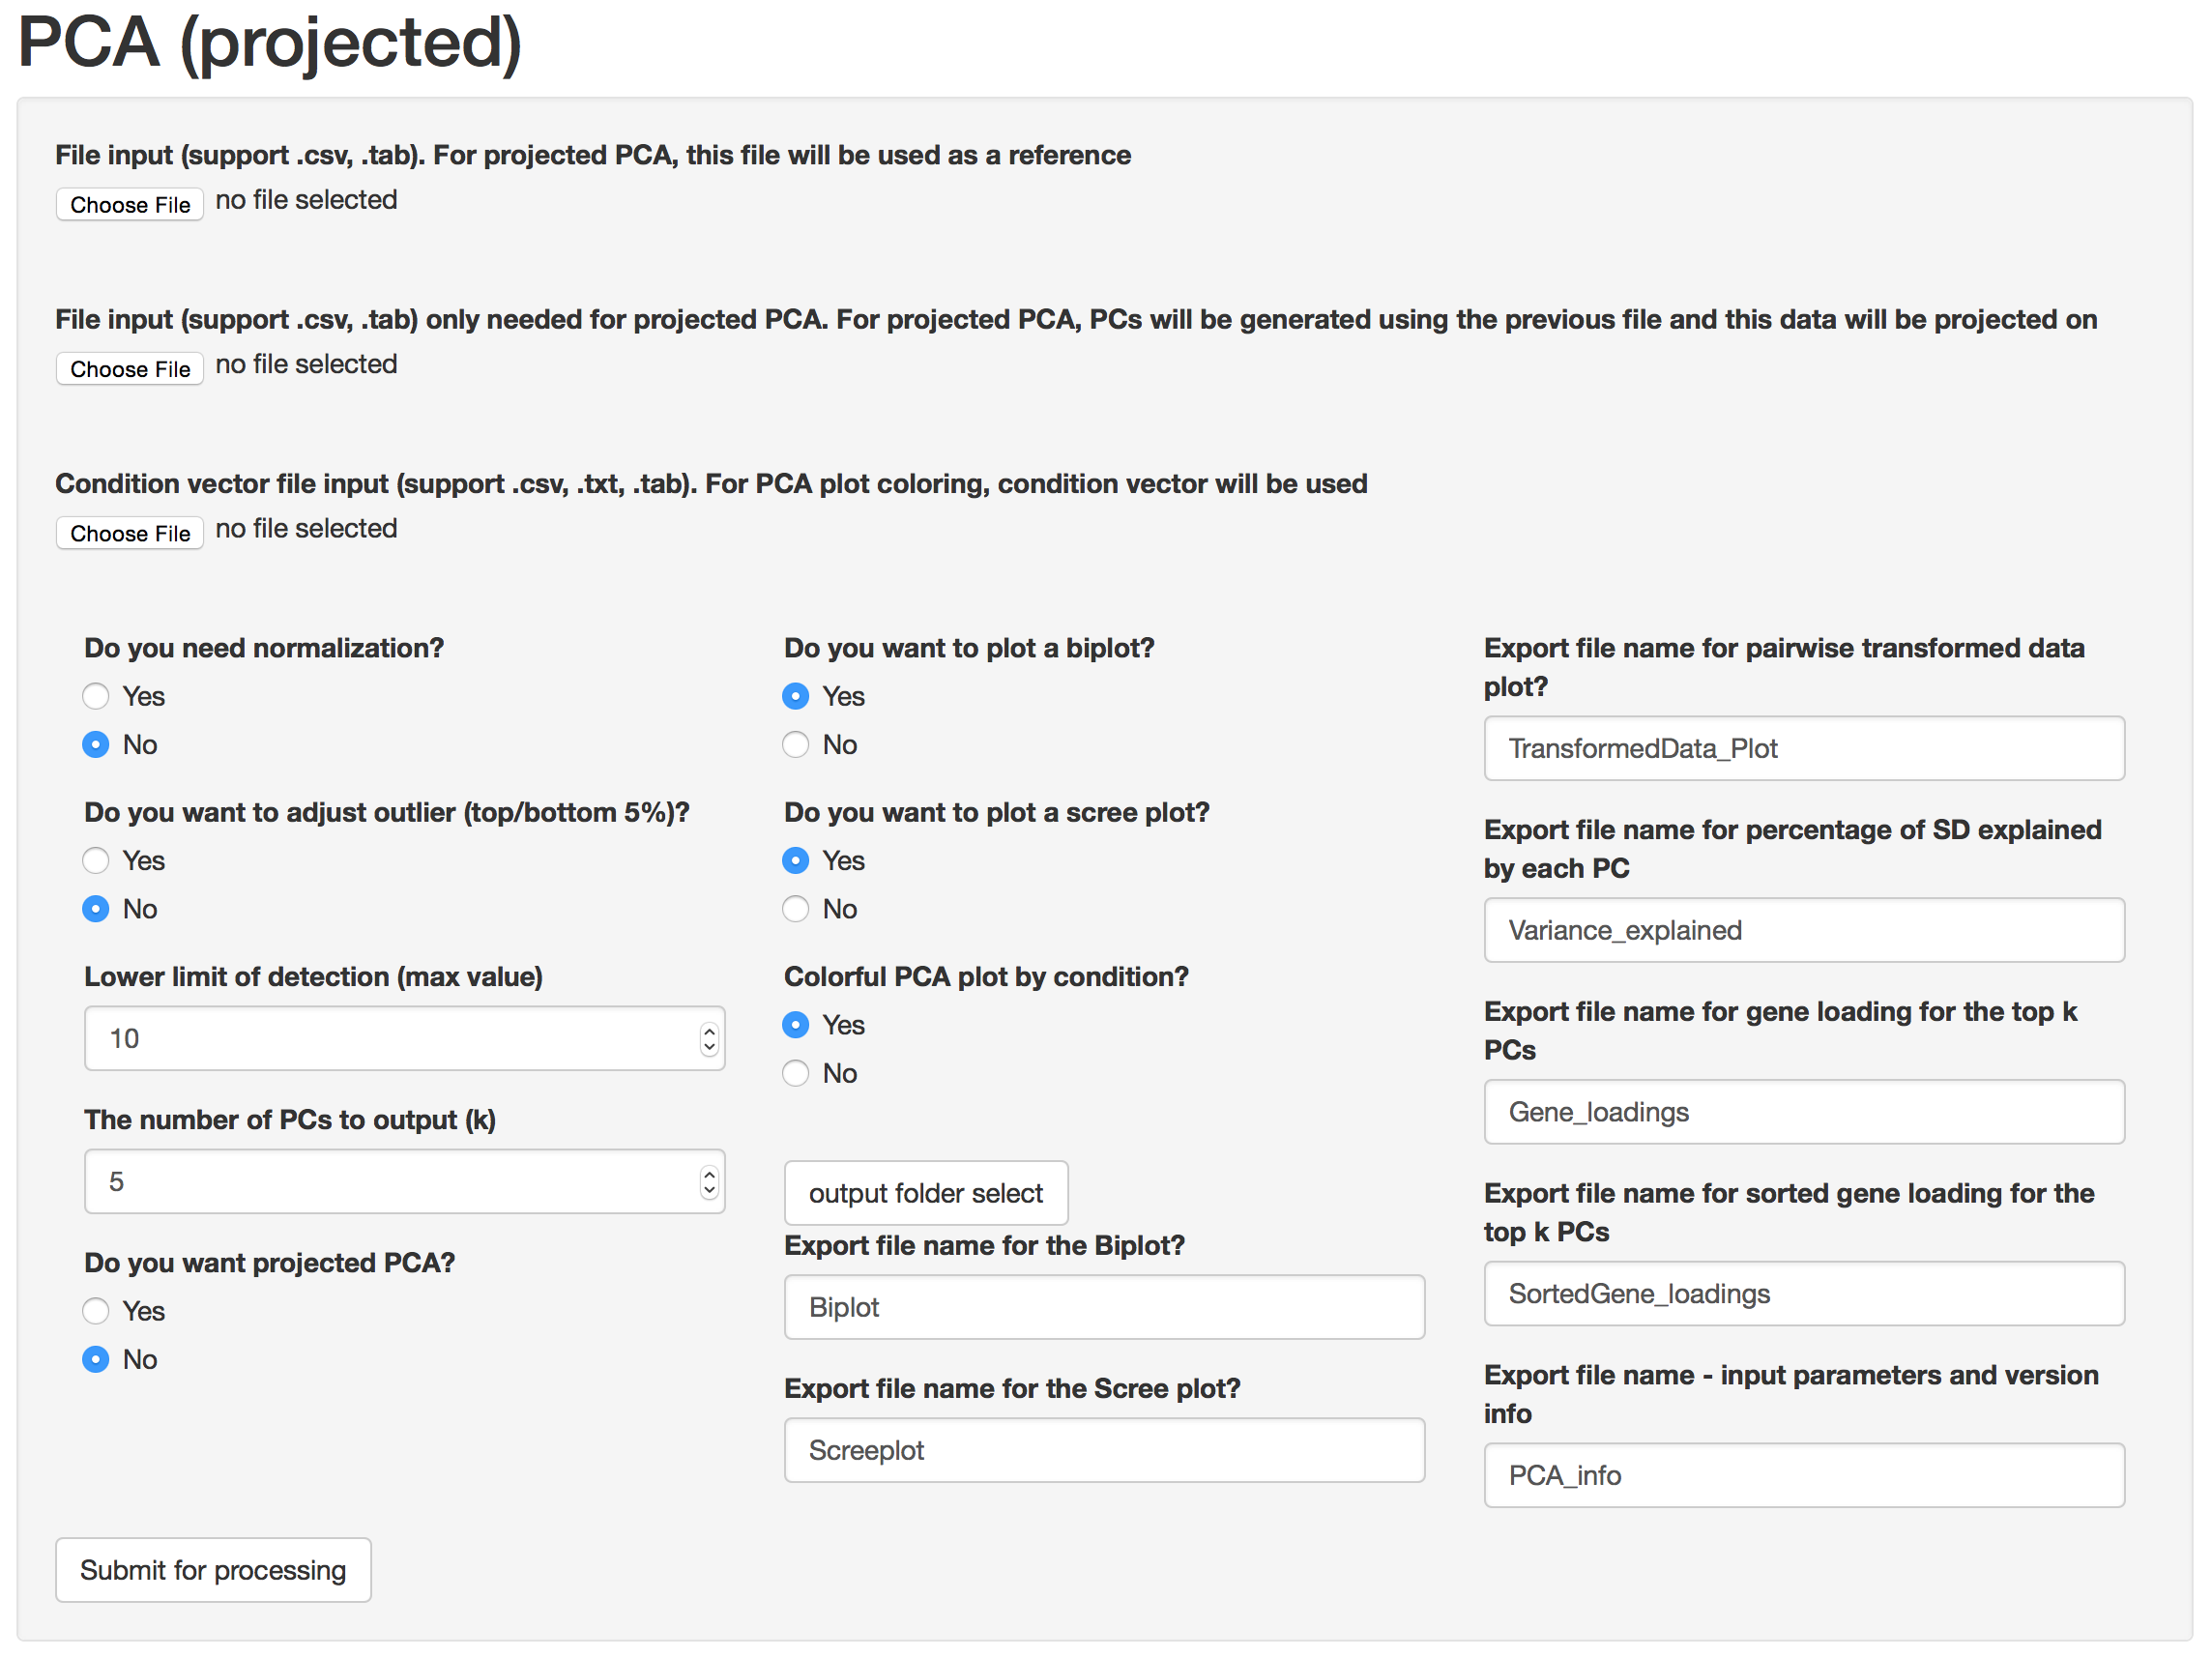 PCA (projected)
File input (support .csv, .tab). For projected PCA, this file will be used as a reference
Choose File no file selected
File input (support .csv, .tab) only needed for projected PCA. For projected PCA, PCs will be generated using the previous file and this data will be projected on
Choose File no file selected
Condition vector file input (support .csv, .txt, .tab). For PCA plot coloring, condition vector will be used
Choose File no file selected
Do you need normalization?
Yes
No
Do you want to adjust outlier (top/bottom 5%)?
Yes
No
Lower limit of detection (max value)
10
The number of PCs to output (k)
5
Do you want projected PCA?
Yes
No
Do you want to plot a biplot?
Yes
No
Do you want to plot a scree plot?
Yes
No
Colorful PCA plot by condition?
Yes
No
output folder select
Export file name for the Biplot?
Biplot
Export file name for the Scree plot?
Screeplot
Export file name for pairwise transformed data
plot?
TransformedData_Plot
Export file name for percentage of SD explained
by each PC
Variance_explained
Export file name for gene loading for the top k
PCs
Gene_loadings
Export file name for sorted gene loading for the
top k PCs
SortedGene_loadings
Export file name - input parameters and version
info
PCA_info
Submit for processing